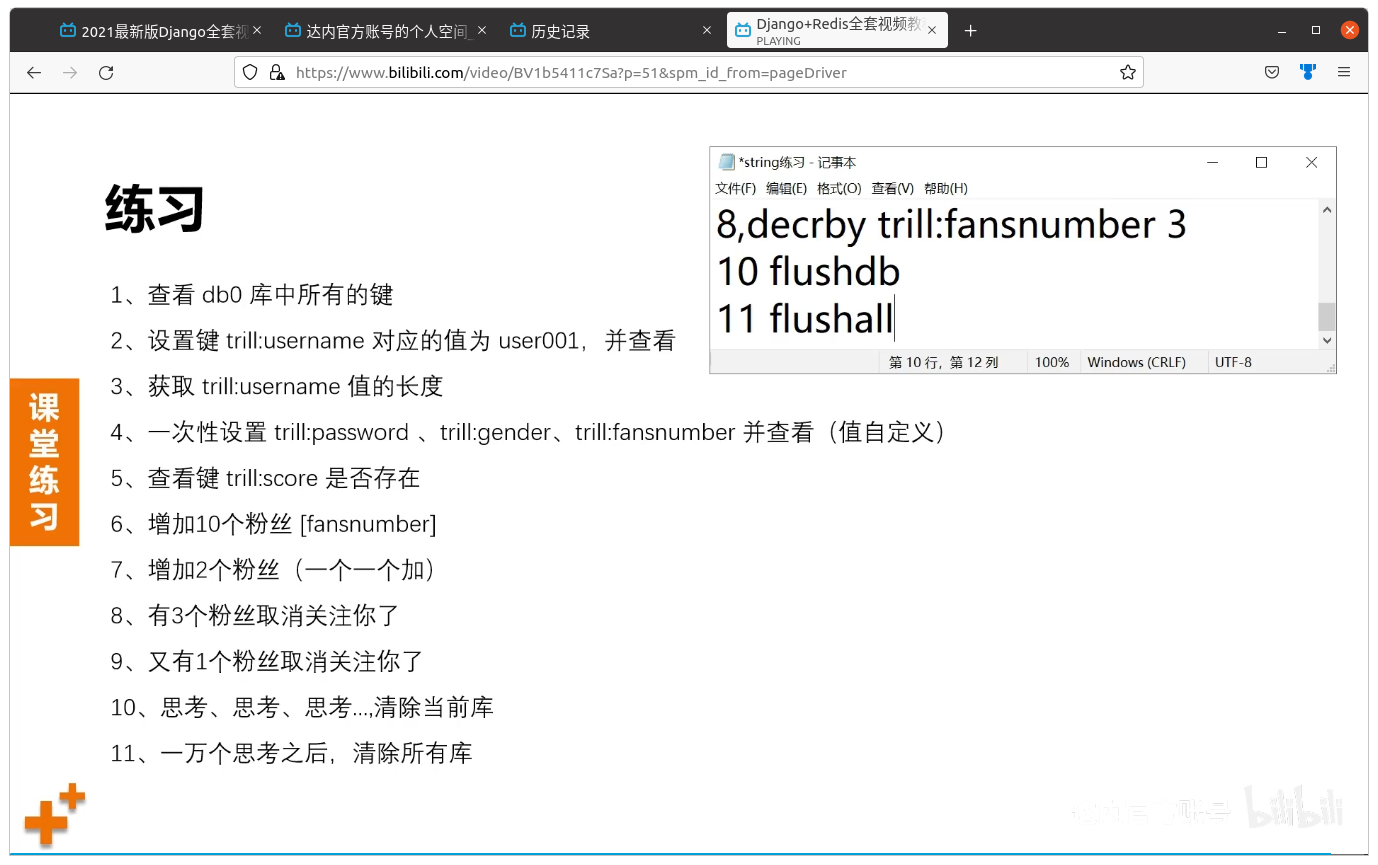 2021最新版Django全套视
达内官方账号的个人空间_
历史记录
Django+Redis全套视频教
PLAYING
https://www.bilibili.com/video/BV1b5411c7Sa?p=51&spm_id_from=pageDriver
练习
*string练习 - 记事本
文件(F) 编辑(E) 格式(O) 查看(V) 帮助(H)
8,decrby trill:fansnumber 3
10 flushdb
11 flushall
第 10 行，第 12 列 100% Windows (CRLF) UTF-8
1、查看 db0 库中所有的键
2、设置键 trill:username 对应的值为 user001，并查看
3、获取 trill:username 值的长度
4、一次性设置 trill:password 、trill:gender、trill:fansnumber 并查看（值自定义）
5、查看键 trill:score 是否存在
6、增加10个粉丝 [fansnumber]
7、增加2个粉丝（一个一个加）
8、有3个粉丝取消关注你了
9、又有1个粉丝取消关注你了
10、思考、思考、思考...,清除当前库
11、一万个思考之后，清除所有库
课
堂
练
习
bilibili